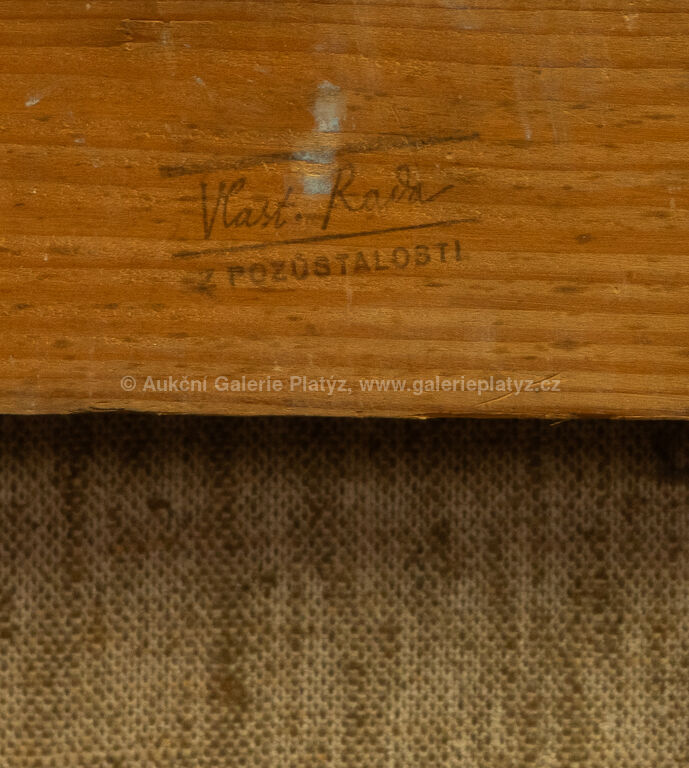 Vlast. Rada
Z POZŮSTALOSTI
© Aukční Galerie Platýz, www.galerieplatyz.cz